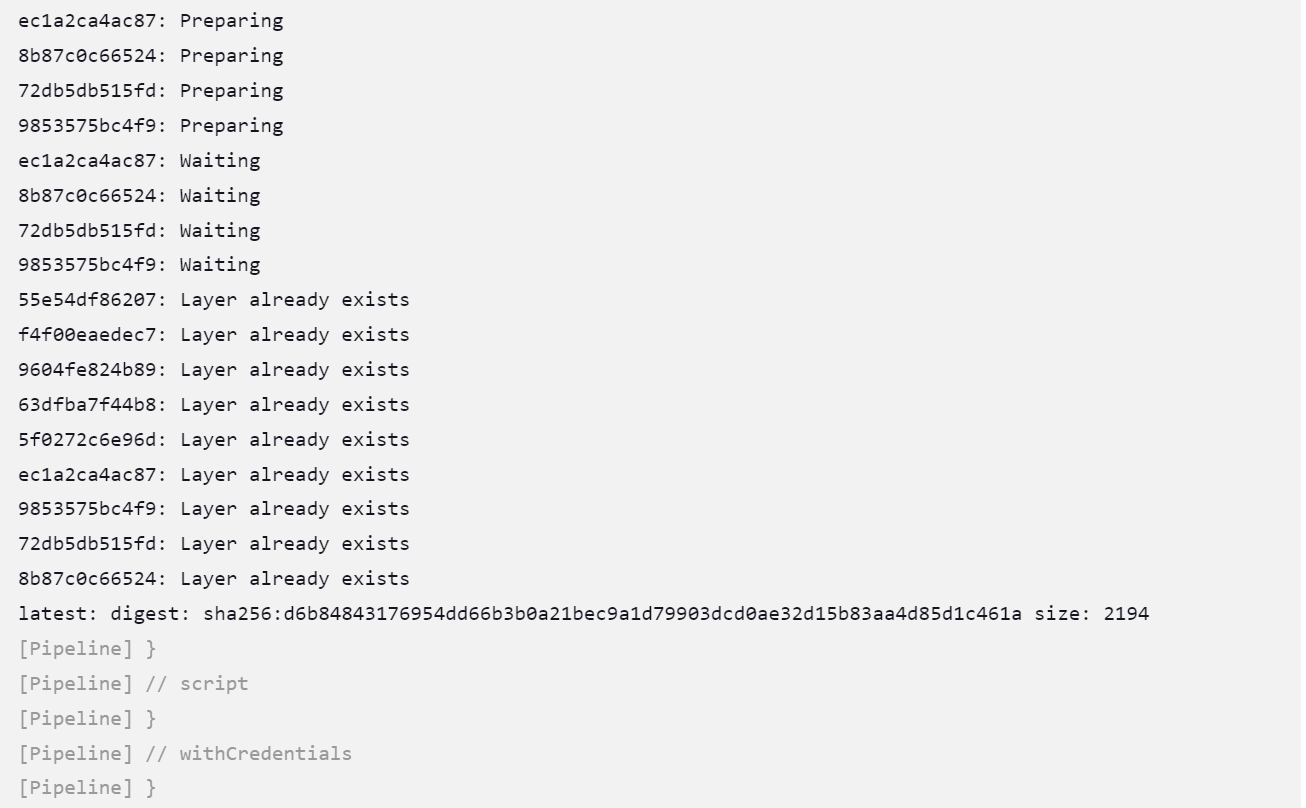 ec1a2ca4ac87: Preparing
8b87c0c66524: Preparing
72db5db515fd: Preparing
9853575bc4f9: Preparing
ec1a2ca4ac87: Waiting
8b87c0c66524: Waiting
72db5db515fd: Waiting
9853575bc4f9: Waiting
55e54df86207: Layer already exists
f4f00eaedec7: Layer already exists
9604fe824b89: Layer already exists
63dfba7f44b8: Layer already exists
5f0272c6e96d: Layer already exists
ec1a2ca4ac87: Layer already exists
9853575bc4f9: Layer already exists
72db5db515fd: Layer already exists
8b87c0c66524: Layer already exists
latest: digest: sha256:d6b84843176954dd66b3b0a21bec9a1d79903dcd0ae32d15b83aa4d85d1c461a size: 2194
[Pipeline] }
[Pipeline] // script
[Pipeline] }
[Pipeline] // withCredentials
[Pipeline] }